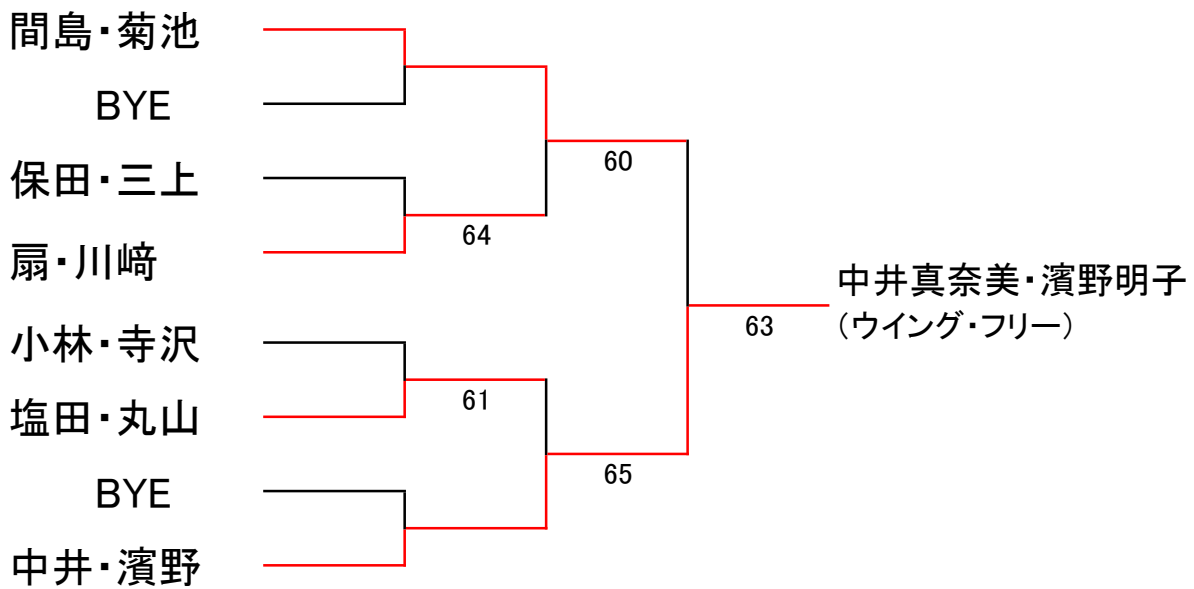 間島・菊池
BYE
60
保田・三上
64
扇・川﨑
中井真奈美・濱野明子
63
（ウイング・フリー）
小林・寺沢
61
塩田・丸山
65
BYE
中井・濱野